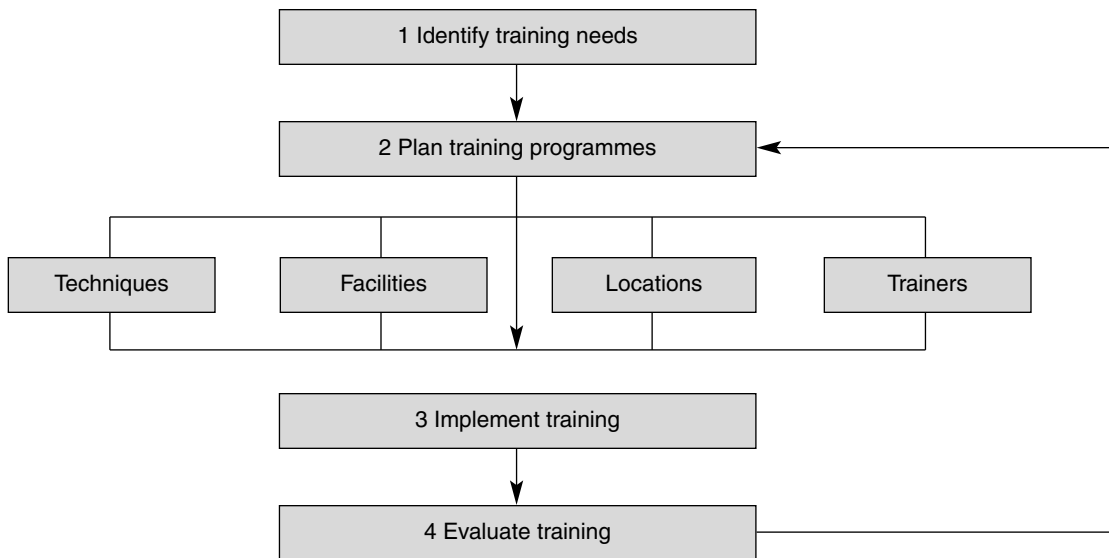 1 Identify training needs
2 Plan training programmes
Techniques
Facilities
Locations
Trainers
3 Implement training
4 Evaluate training